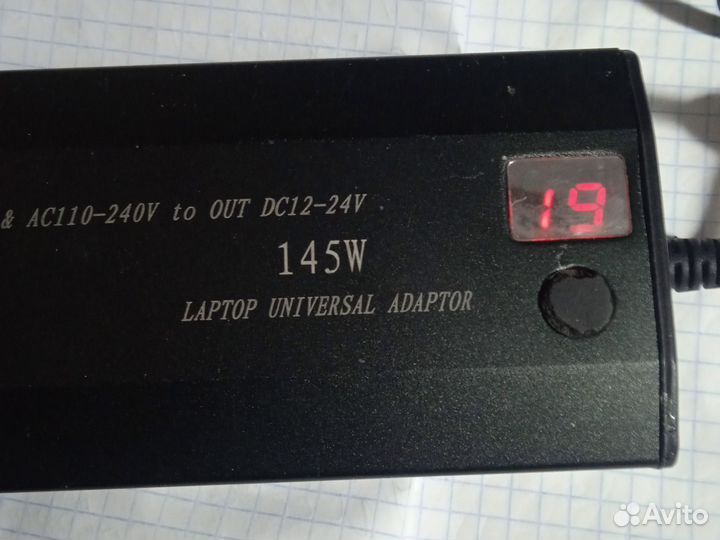 & AC110-240V to OUT DC12-24V
145W
LAPTOP UNIVERSAL ADAPTOR
19
Avito